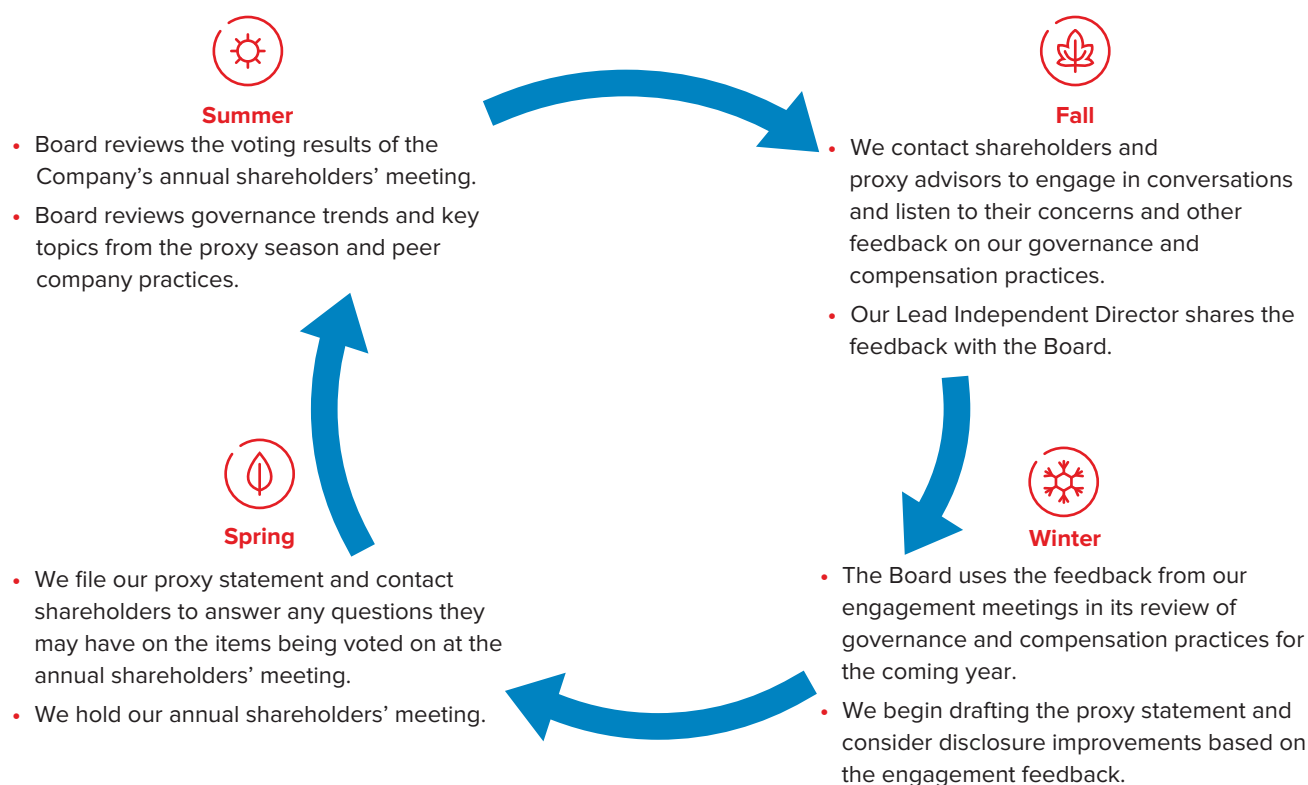 Summer
• Board reviews the voting results of the
Company’s annual shareholders’ meeting.
• Board reviews governance trends and key
topics from the proxy season and peer
company practices.
Fall
• We contact shareholders and
proxy advisors to engage in conversations
and listen to their concerns and other
feedback on our governance and
compensation practices.
• Our Lead Independent Director shares the
feedback with the Board.
Winter
• The Board uses the feedback from our
engagement meetings in its review of
governance and compensation practices for
the coming year.
• We begin drafting the proxy statement and
consider disclosure improvements based on
the engagement feedback.
Spring
• We file our proxy statement and contact
shareholders to answer any questions they
may have on the items being voted on at the
annual shareholders’ meeting.
• We hold our annual shareholders’ meeting.